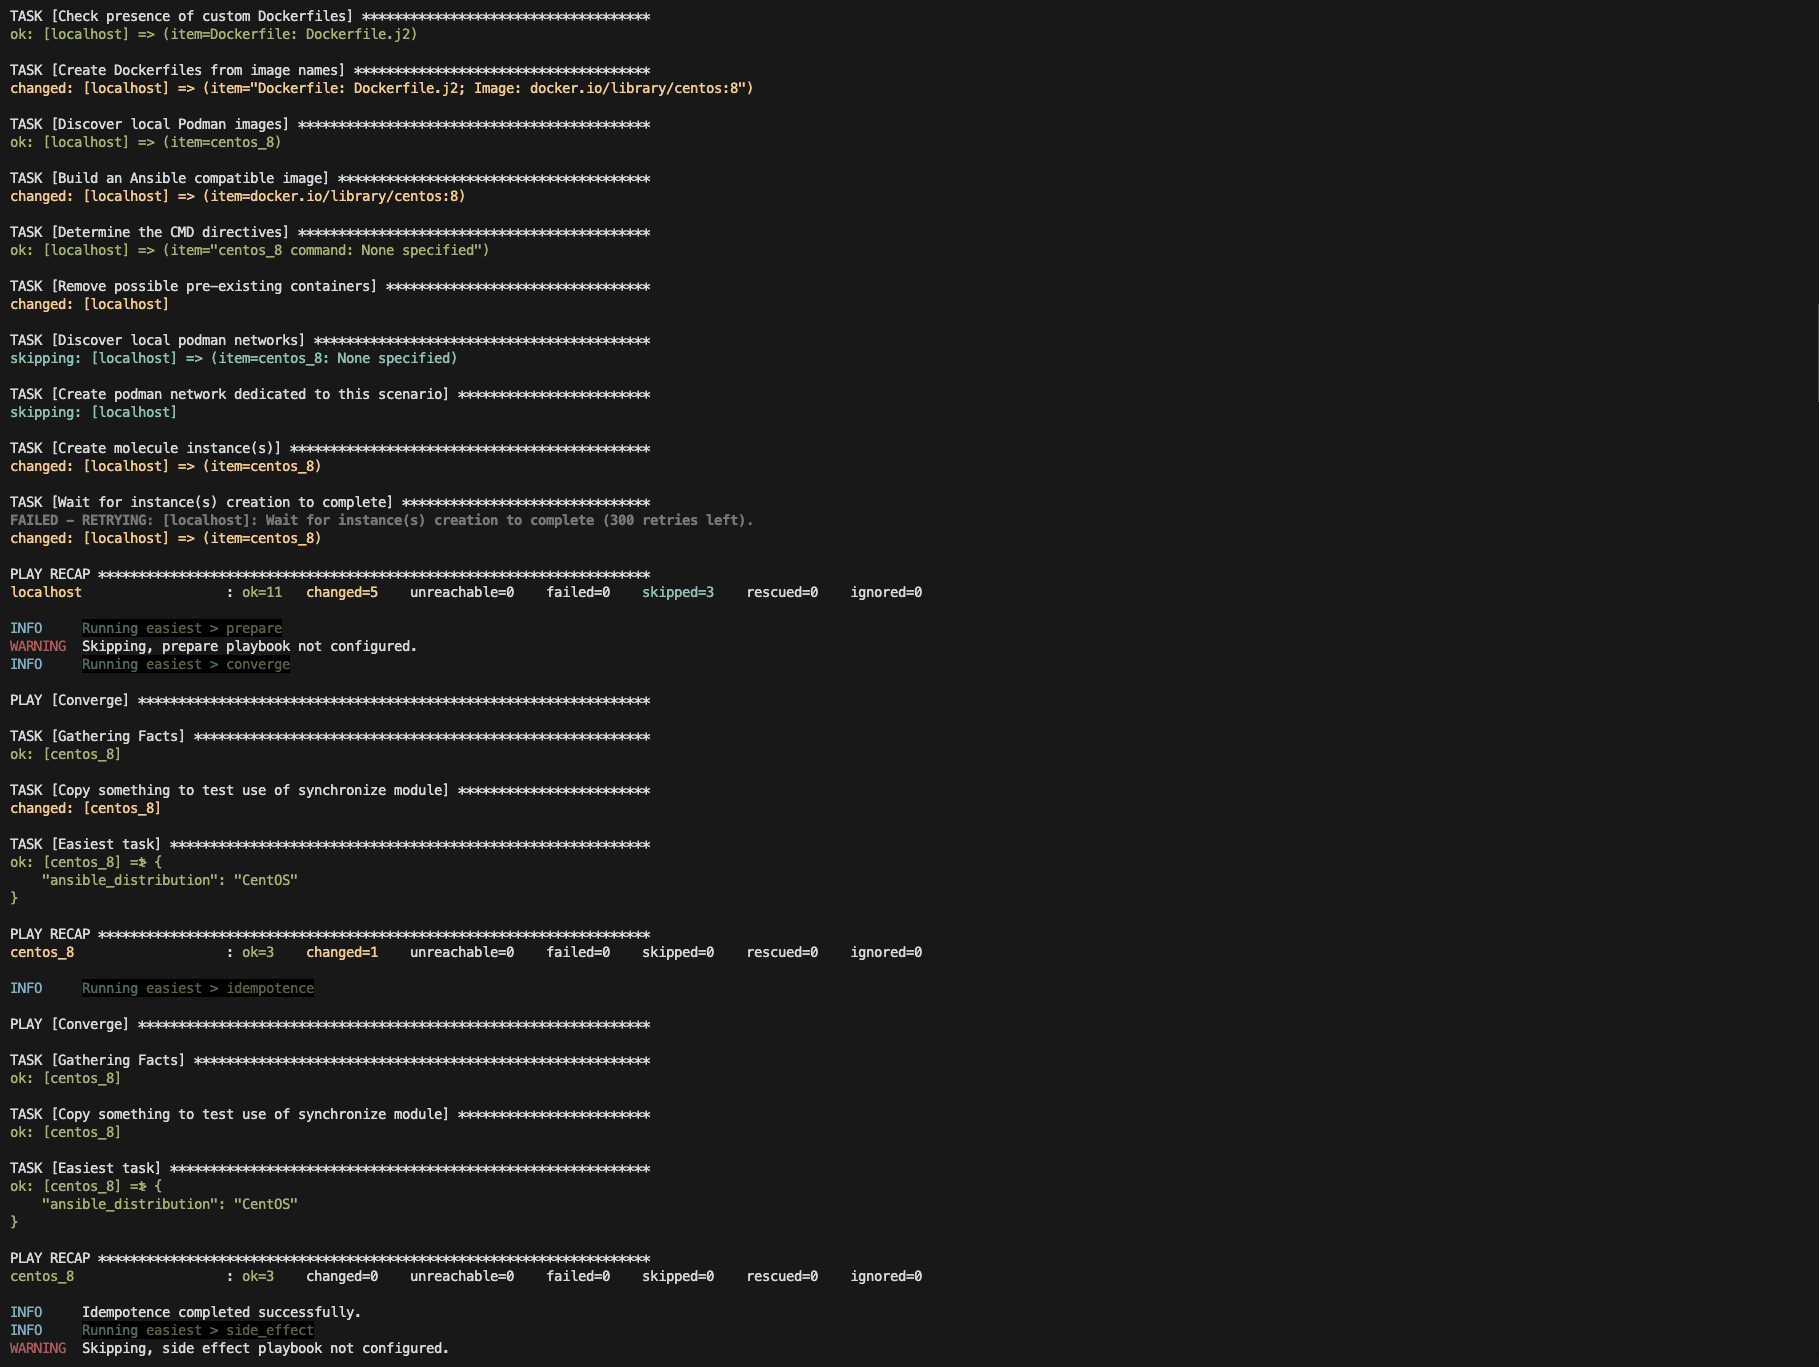 TASK [Check presence of custom Dockerfiles] ************************************
ok: [localhost] => (item=Dockerfile: Dockerfile.j2)
TASK [Create Dockerfiles from image names] *************************************
changed: [localhost] => (item="Dockerfile: Dockerfile.j2; Image: docker.io/library/centos:8")
TASK [Discover local Podman images] ********************************************
ok: [localhost] => (item=centos_8)
TASK [Build an Ansible compatible image] ***************************************
changed: [localhost] => (item=docker.io/library/centos:8)
TASK [Determine the CMD directives] ********************************************
ok: [localhost] => (item="centos_8 command: None specified")
TASK [Remove possible pre-existing containers] *********************************
changed: [localhost]
TASK [Discover local podman networks] ******************************************
skipping: [localhost] => (item=centos_8: None specified)
TASK [Create podman network dedicated to this scenario] ************************
skipping: [localhost]
TASK [Create molecule instance(s)] *********************************************
changed: [localhost] => (item=centos_8)
TASK [Wait for instance(s) creation to complete] *******************************
FAILED - RETRYING: [localhost]: Wait for instance(s) creation to complete (300 retries left).
changed: [localhost] => (item=centos_8)
PLAY RECAP *********************************************************************
localhost                  : ok=11   changed=5    unreachable=0    failed=0    skipped=3    rescued=0    ignored=0
INFO     Running easiest > prepare
WARNING  Skipping, prepare playbook not configured.
INFO     Running easiest > converge
PLAY [Converge] ****************************************************************
TASK [Gathering Facts] *********************************************************
ok: [centos_8]
TASK [Copy something to test use of synchronize module] ************************
changed: [centos_8]
TASK [Easiest task] ************************************************************
ok: [centos_8] => {
    "ansible_distribution": "CentOS"
}
PLAY RECAP *********************************************************************
centos_8                   : ok=3    changed=1    unreachable=0    failed=0    skipped=0    rescued=0    ignored=0
INFO     Running easiest > idempotence
PLAY [Converge] ****************************************************************
TASK [Gathering Facts] *********************************************************
ok: [centos_8]
TASK [Copy something to test use of synchronize module] ************************
ok: [centos_8]
TASK [Easiest task] ************************************************************
ok: [centos_8] => {
    "ansible_distribution": "CentOS"
}
PLAY RECAP *********************************************************************
centos_8                   : ok=3    changed=0    unreachable=0    failed=0    skipped=0    rescued=0    ignored=0
INFO     Idempotence completed successfully.
INFO     Running easiest > side_effect
WARNING  Skipping, side effect playbook not configured.